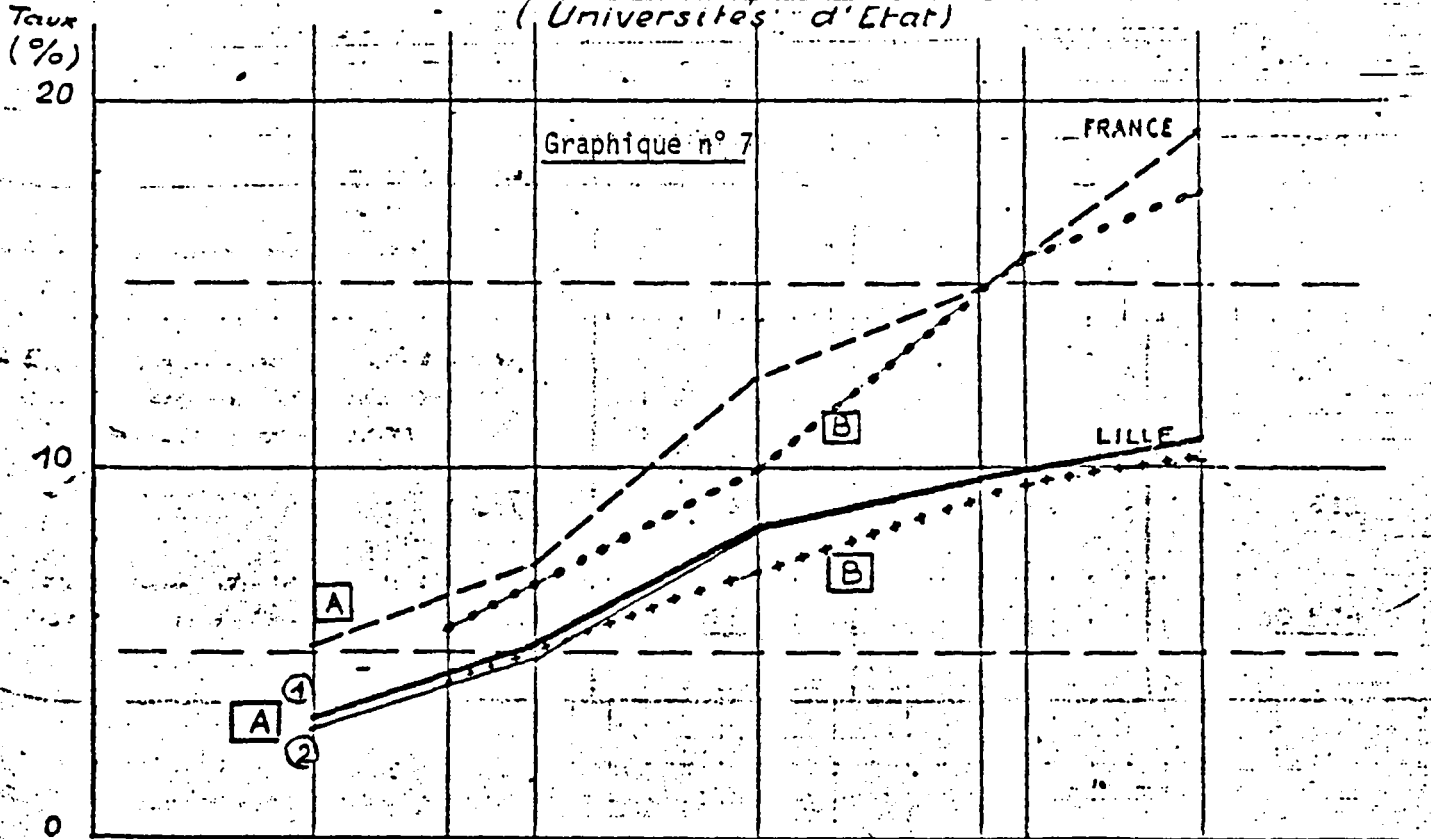 (Universités d'Etat)
Taux
(%)
20
Graphique n° 7
FRANCE
B
10
LILLE
B
A
1
A
2
0